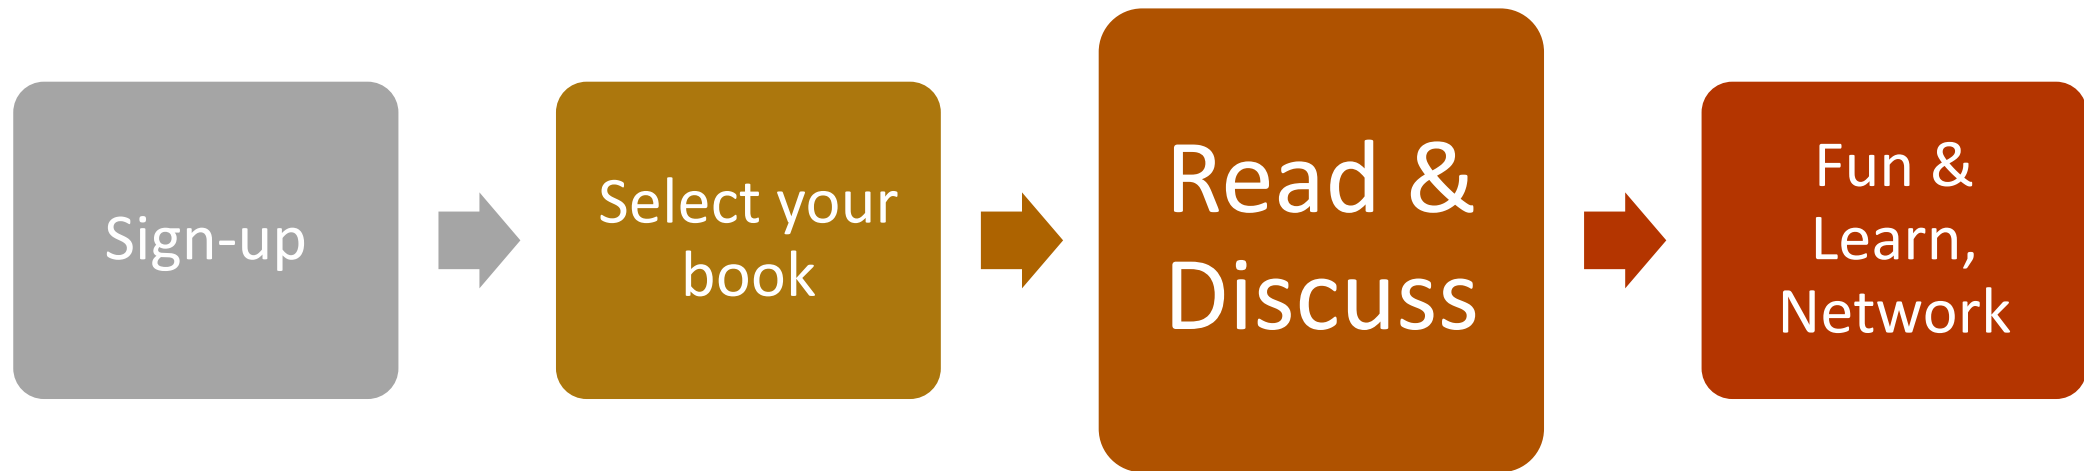 Sign-up
Select your
book
Read &
Discuss
Fun &
Learn,
Network